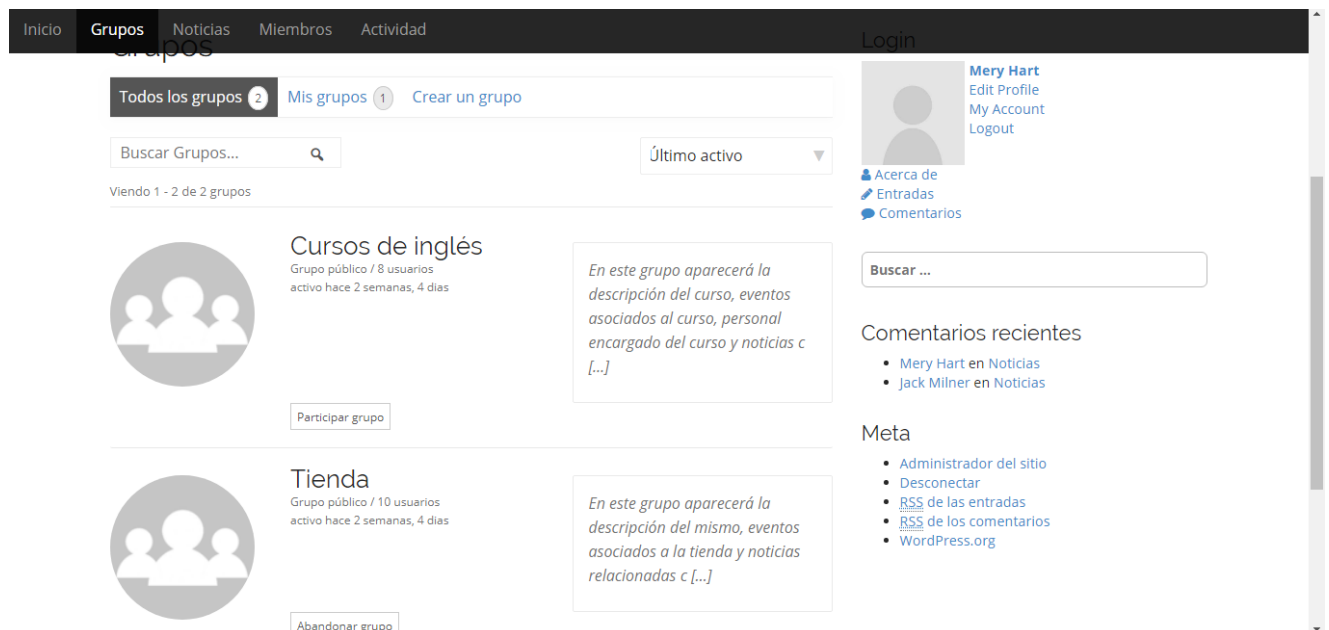 Inicio Grupos Noticias Miembros Actividad
Grupos
Todos los grupos 2 Mis grupos 1 Crear un grupo
Buscar Grupos...
Último activo
Viendo 1 - 2 de 2 grupos
Cursos de inglés
Grupo público / 8 usuarios
activo hace 2 semanas, 4 dias
En este grupo aparecerá la
descripción del curso, eventos
asociados al curso, personal
encargado del curso y noticias c
[...]
Participar grupo
Tienda
Grupo público / 10 usuarios
activo hace 2 semanas, 4 dias
En este grupo aparecerá la
descripción del mismo, eventos
asociados a la tienda y noticias
relacionadas c [...]
Abandonar grupo
Login
Mery Hart
Edit Profile
My Account
Logout
Acerca de
Entradas
Comentarios
Buscar ...
Comentarios recientes
Mery Hart en Noticias
Jack Milner en Noticias
Meta
Administrador del sitio
Desconectar
RSS de las entradas
RSS de los comentarios
WordPress.org